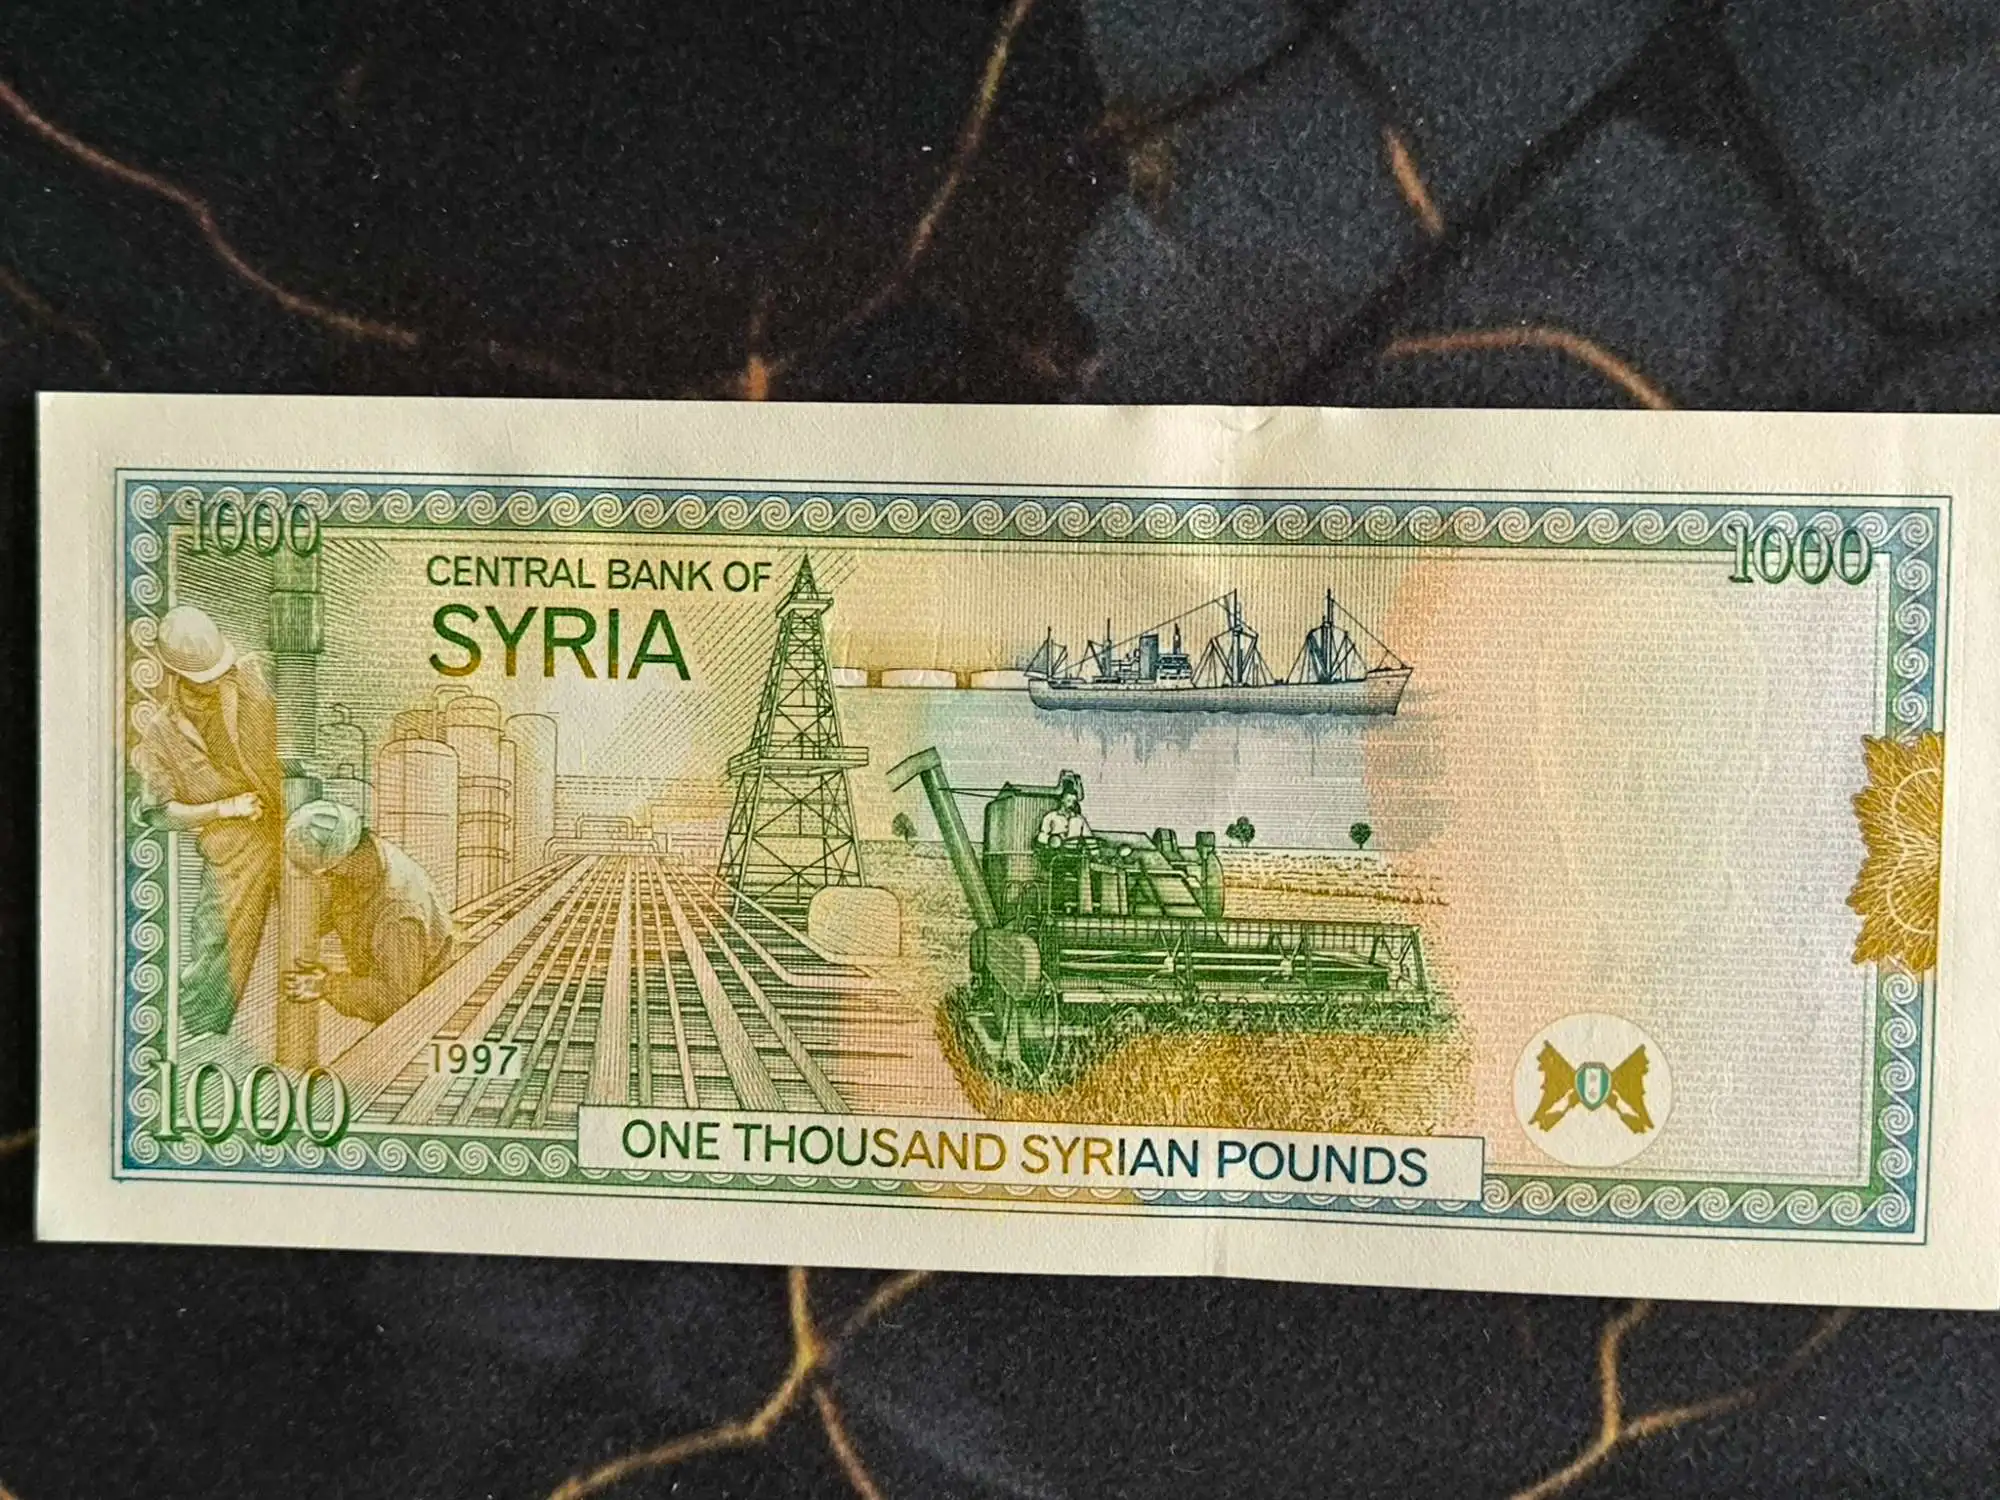 1000
1000
CENTRAL BANK OF
SYRIA
1997
1000
ONE THOUSAND SYRIAN POUNDS